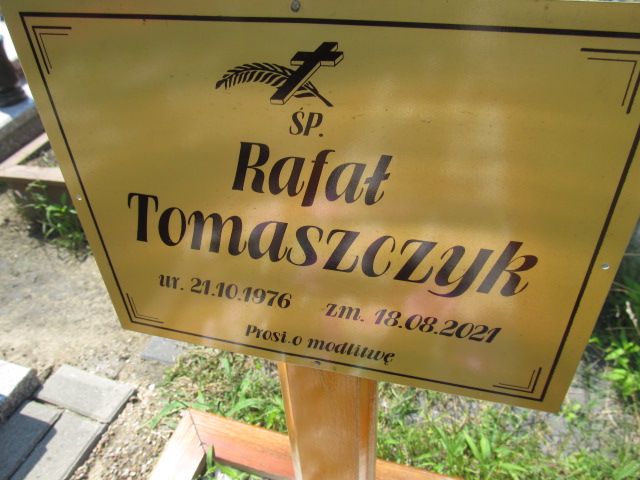 ŚP.
Rafał
Tomaszczyk
ur. 21.10.1976 zm. 18.08.2021
Prosi o modlitwę